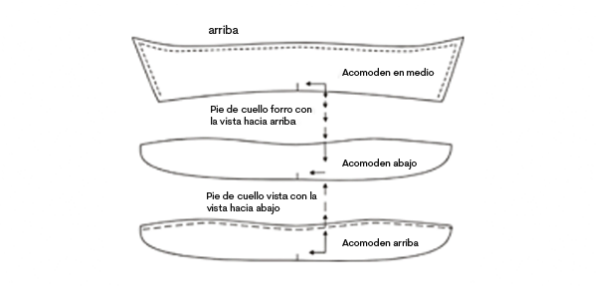 arriba
Acomoden en medio
Pie de cuello forro con
la vista hacia arriba
Acomoden abajo
Pie de cuello vista con la
vista hacia abajo
Acomoden arriba